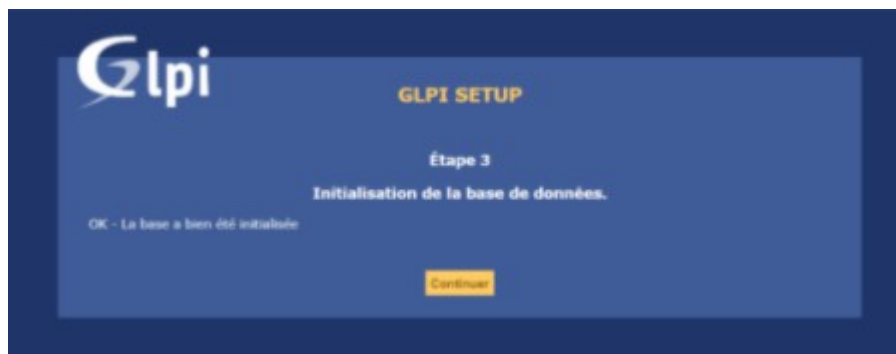 Glpi
GLPI SETUP
Étape 3
Initialisation de la base de données.
OK - La base a bien été initialisée
Continuer